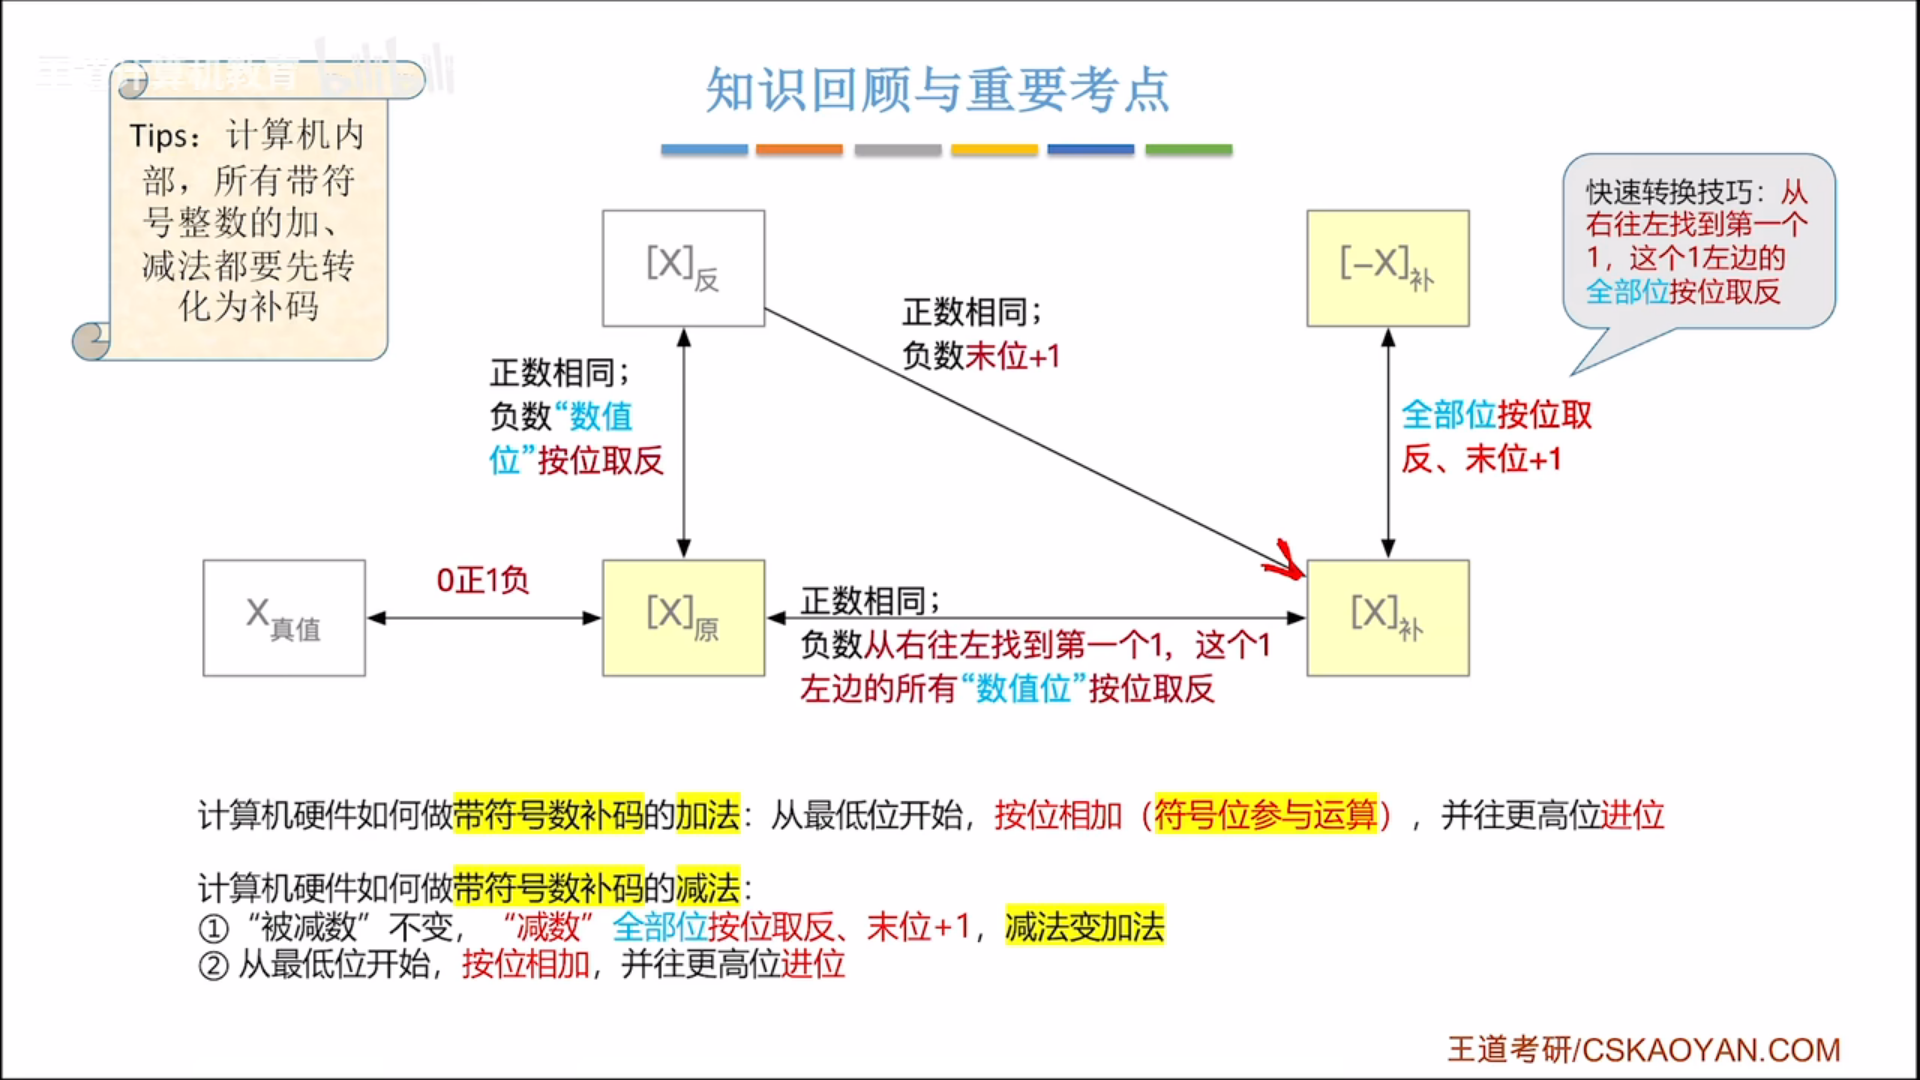 王道计算机教育
知识回顾与重要考点
Tips：计算机内
部，所有带符
号整数的加、
减法都要先转
化为补码
快速转换技巧：从
右往左找到第一个
1，这个1左边的
全部位按位取反
[X]反
[-X]补
正数相同；
负数末位+1
正数相同；
负数“数值
位”按位取反
全部位按位取
反、末位+1
X真值
0正1负
[X]原
正数相同；
负数从右往左找到第一个1，这个1
左边的所有“数值位”按位取反
[X]补
计算机硬件如何做带符号数补码的加法：从最低位开始，按位相加（符号位参与运算），并往更高位进位
计算机硬件如何做带符号数补码的减法：
①“被减数”不变，“减数”全部位按位取反、末位+1，减法变加法
② 从最低位开始，按位相加，并往更高位进位
王道考研/CSKAOYAN.COM